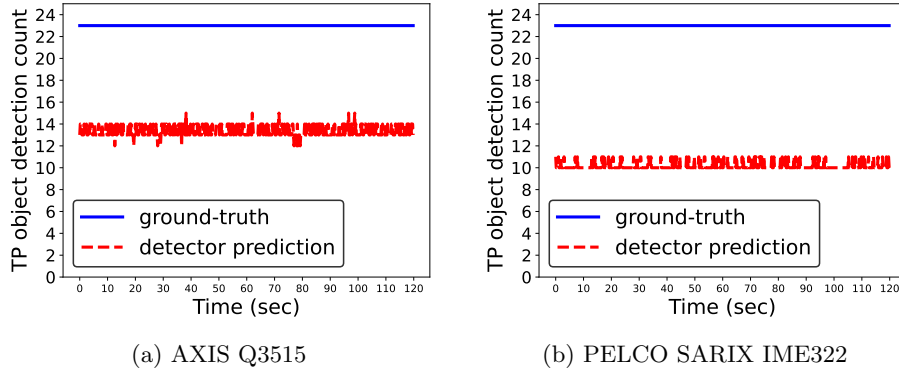 24
22
20
18
16
14
12
10
8
6
4
2
0
TP object detection count
ground-truth
detector prediction
0 10 20 30 40 50 60 70 80 90 100 110 120
Time (sec)
(a) AXIS Q3515
24
22
20
18
16
14
12
10
8
6
4
2
0
TP object detection count
ground-truth
detector prediction
0 10 20 30 40 50 60 70 80 90 100 110 120
Time (sec)
(b) PELCO SARIX IME322